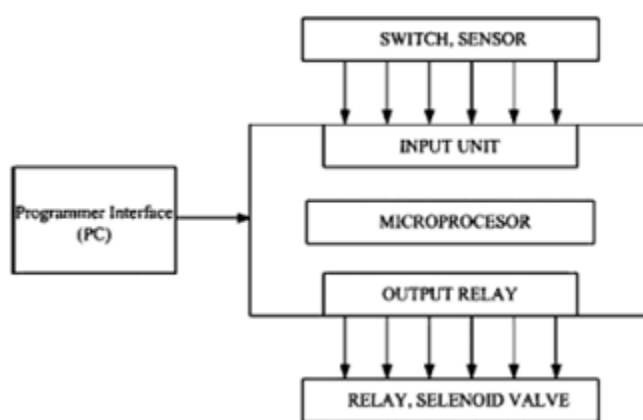 SWITCH, SENSOR
INPUT UNIT
Programmer Interface
(PC)
MICROPROCESOR
OUTPUT RELAY
RELAY, SELENOID VALVE